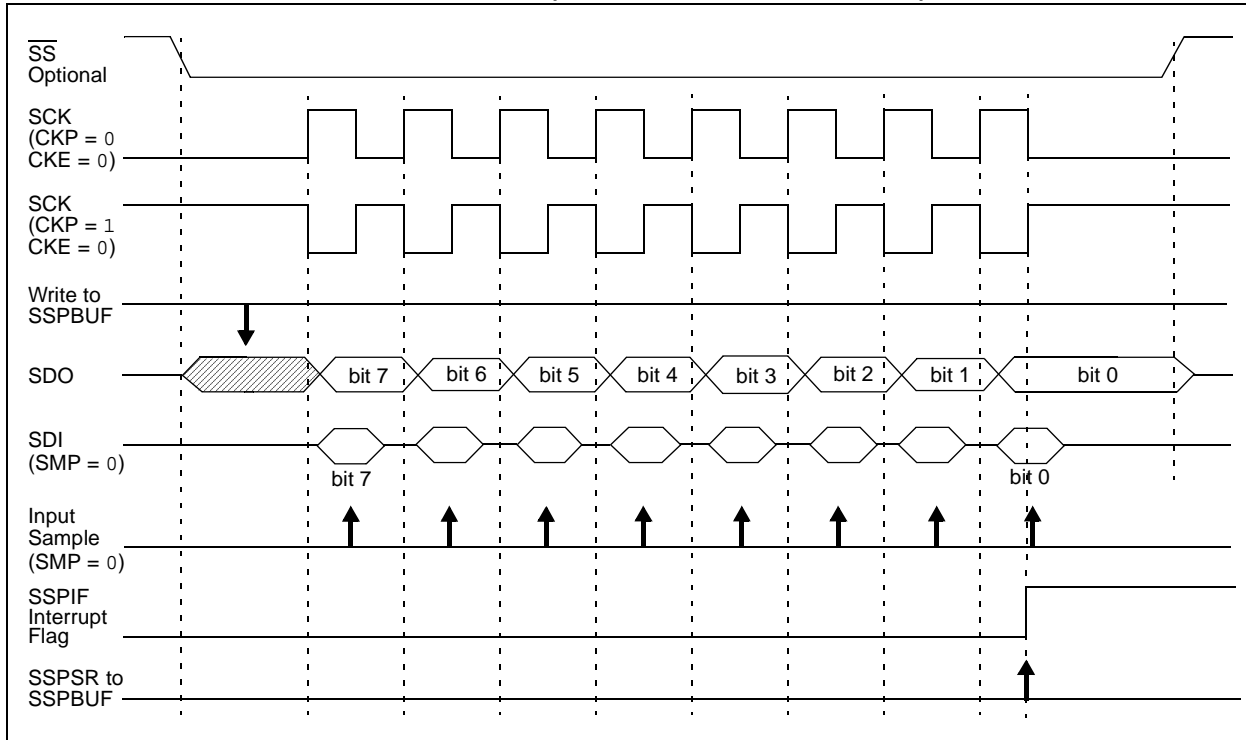 SS
Optional
SCK
(CKP = 0
CKE = 0)
SCK
(CKP = 1
CKE = 0)
Write to
SSPBUF
SDO
bit 7
bit 6
bit 5
bit 4
bit 3
bit 2
bit 1
bit 0
SDI
(SMP = 0)
bit 7
bit 0
Input
Sample
(SMP = 0)
SSPIF
Interrupt
Flag
SSPSR to
SSPBUF